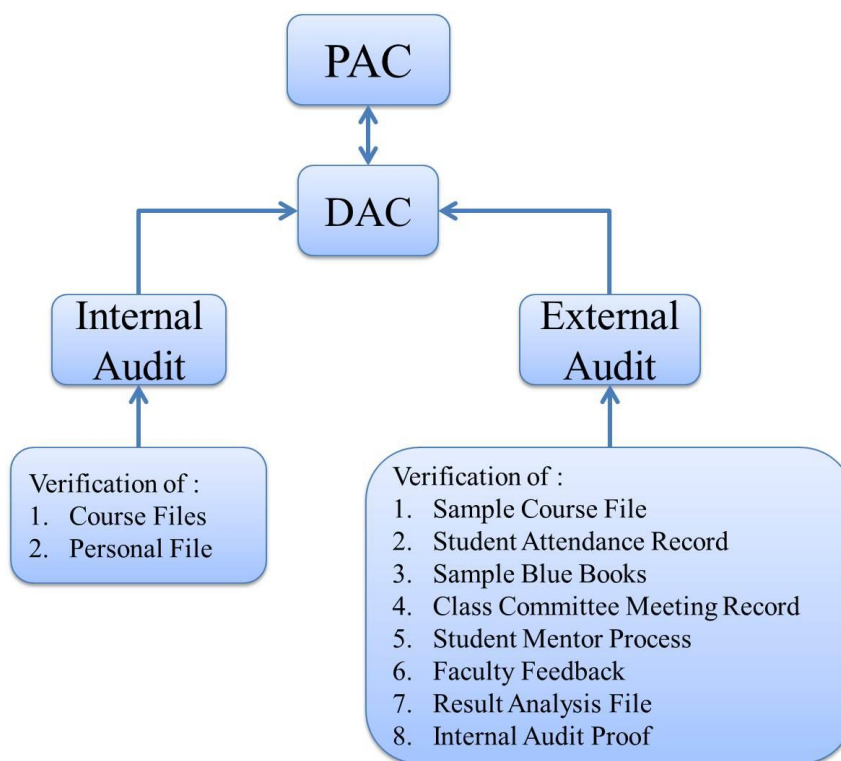 PAC
DAC
Internal
Audit
External
Audit
Verification of :
1. Course Files
2. Personal File
Verification of :
1. Sample Course File
2. Student Attendance Record
3. Sample Blue Books
4. Class Committee Meeting Record
5. Student Mentor Process
6. Faculty Feedback
7. Result Analysis File
8. Internal Audit Proof